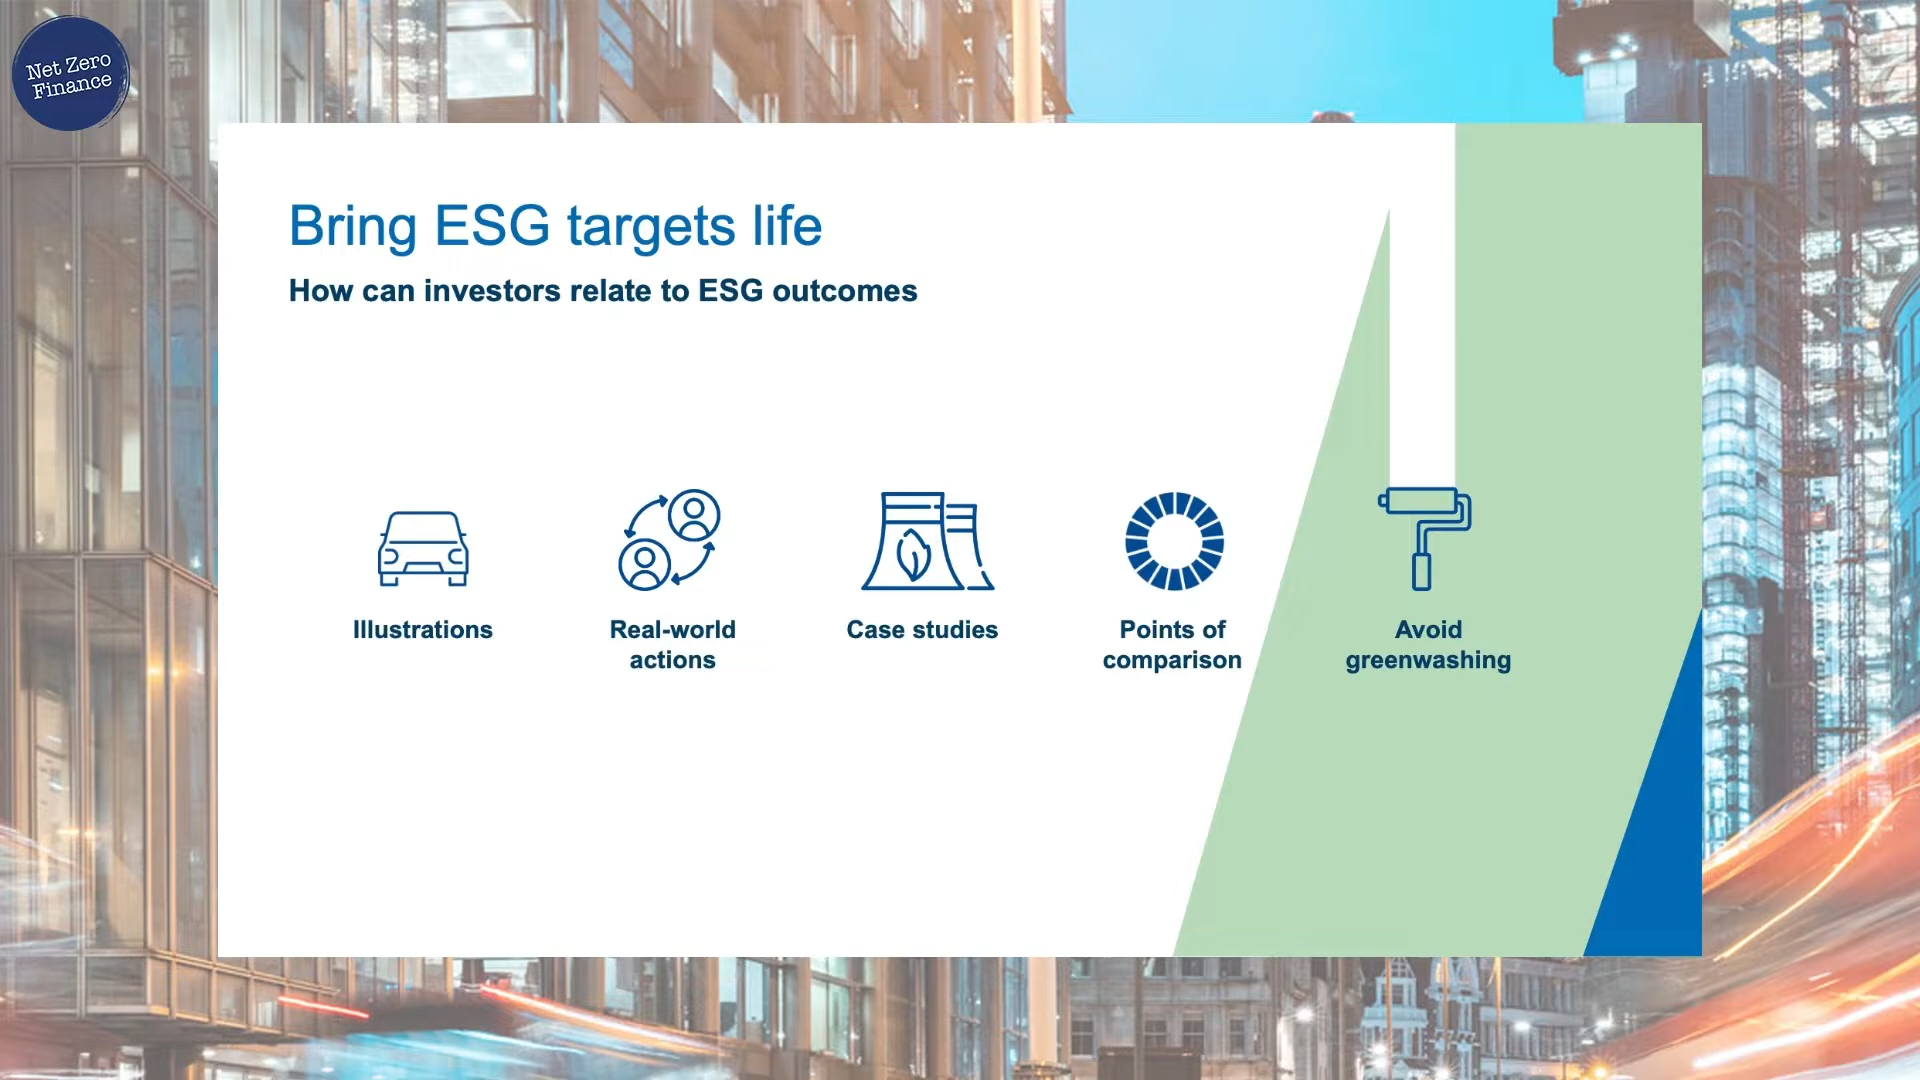 Net Zero
Finance
Bring ESG targets life
How can investors relate to ESG outcomes
Illustrations
Real-world
actions
Case studies
Points of
comparison
Avoid
greenwashing